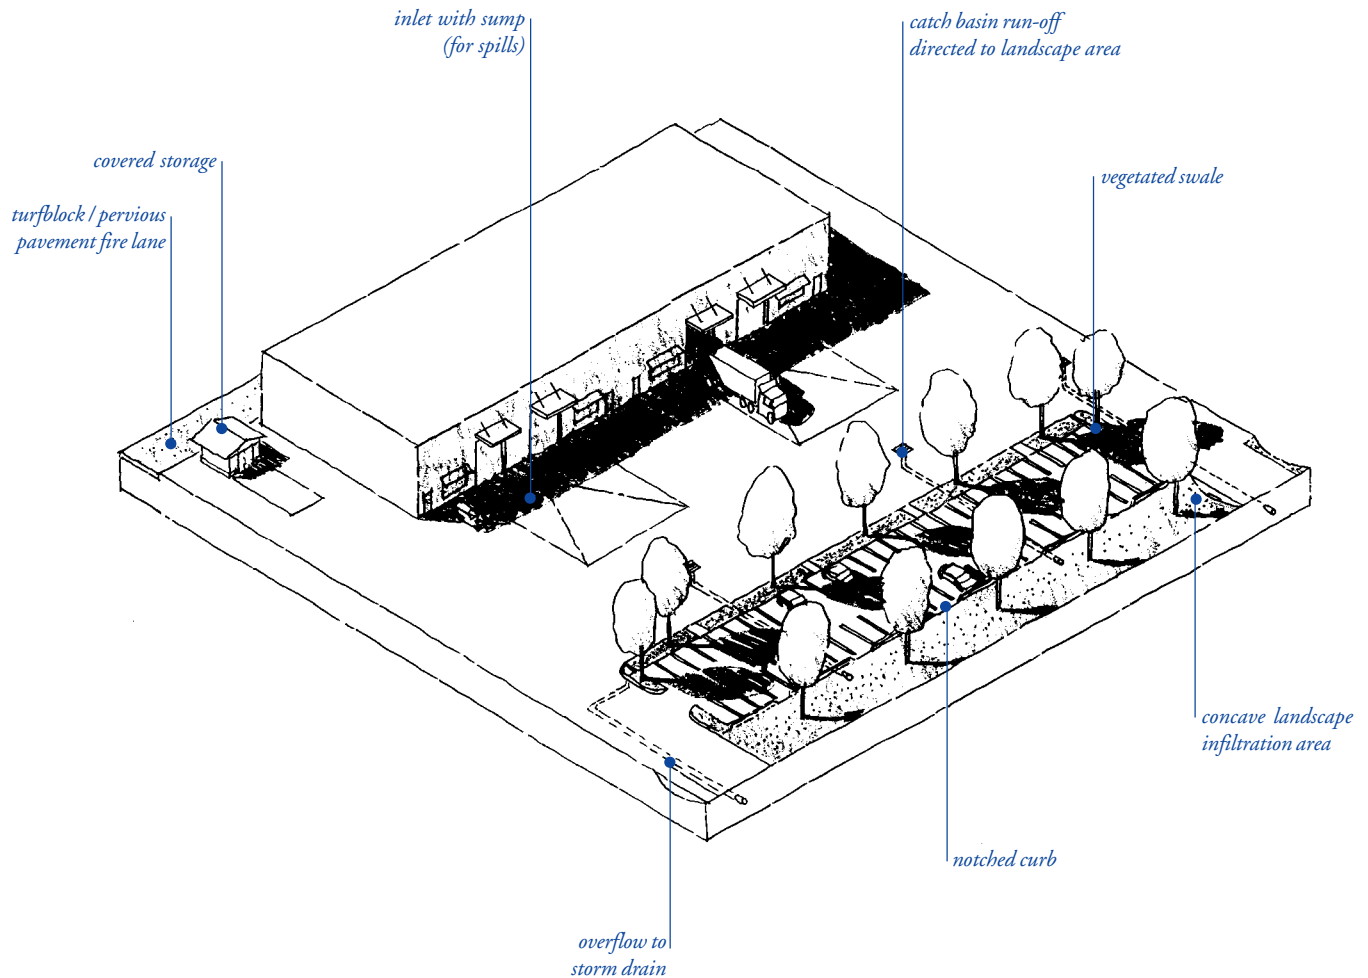 inlet with sump
(for spills)
catch basin run-off
directed to landscape area
covered storage
vegetated swale
turfblock / pervious
pavement fire lane
concave landscape
infiltration area
notched curb
overflow to
storm drain